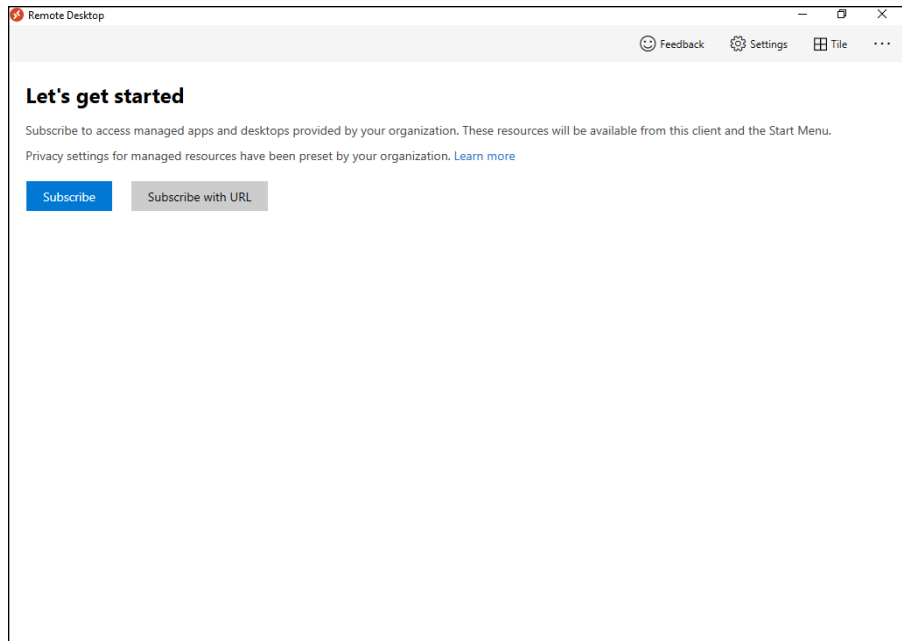 Remote Desktop
Feedback
Settings
Tile
Let's get started
Subscribe to access managed apps and desktops provided by your organization. These resources will be available from this client and the Start Menu.
Privacy settings for managed resources have been preset by your organization. Learn more
Subscribe
Subscribe with URL